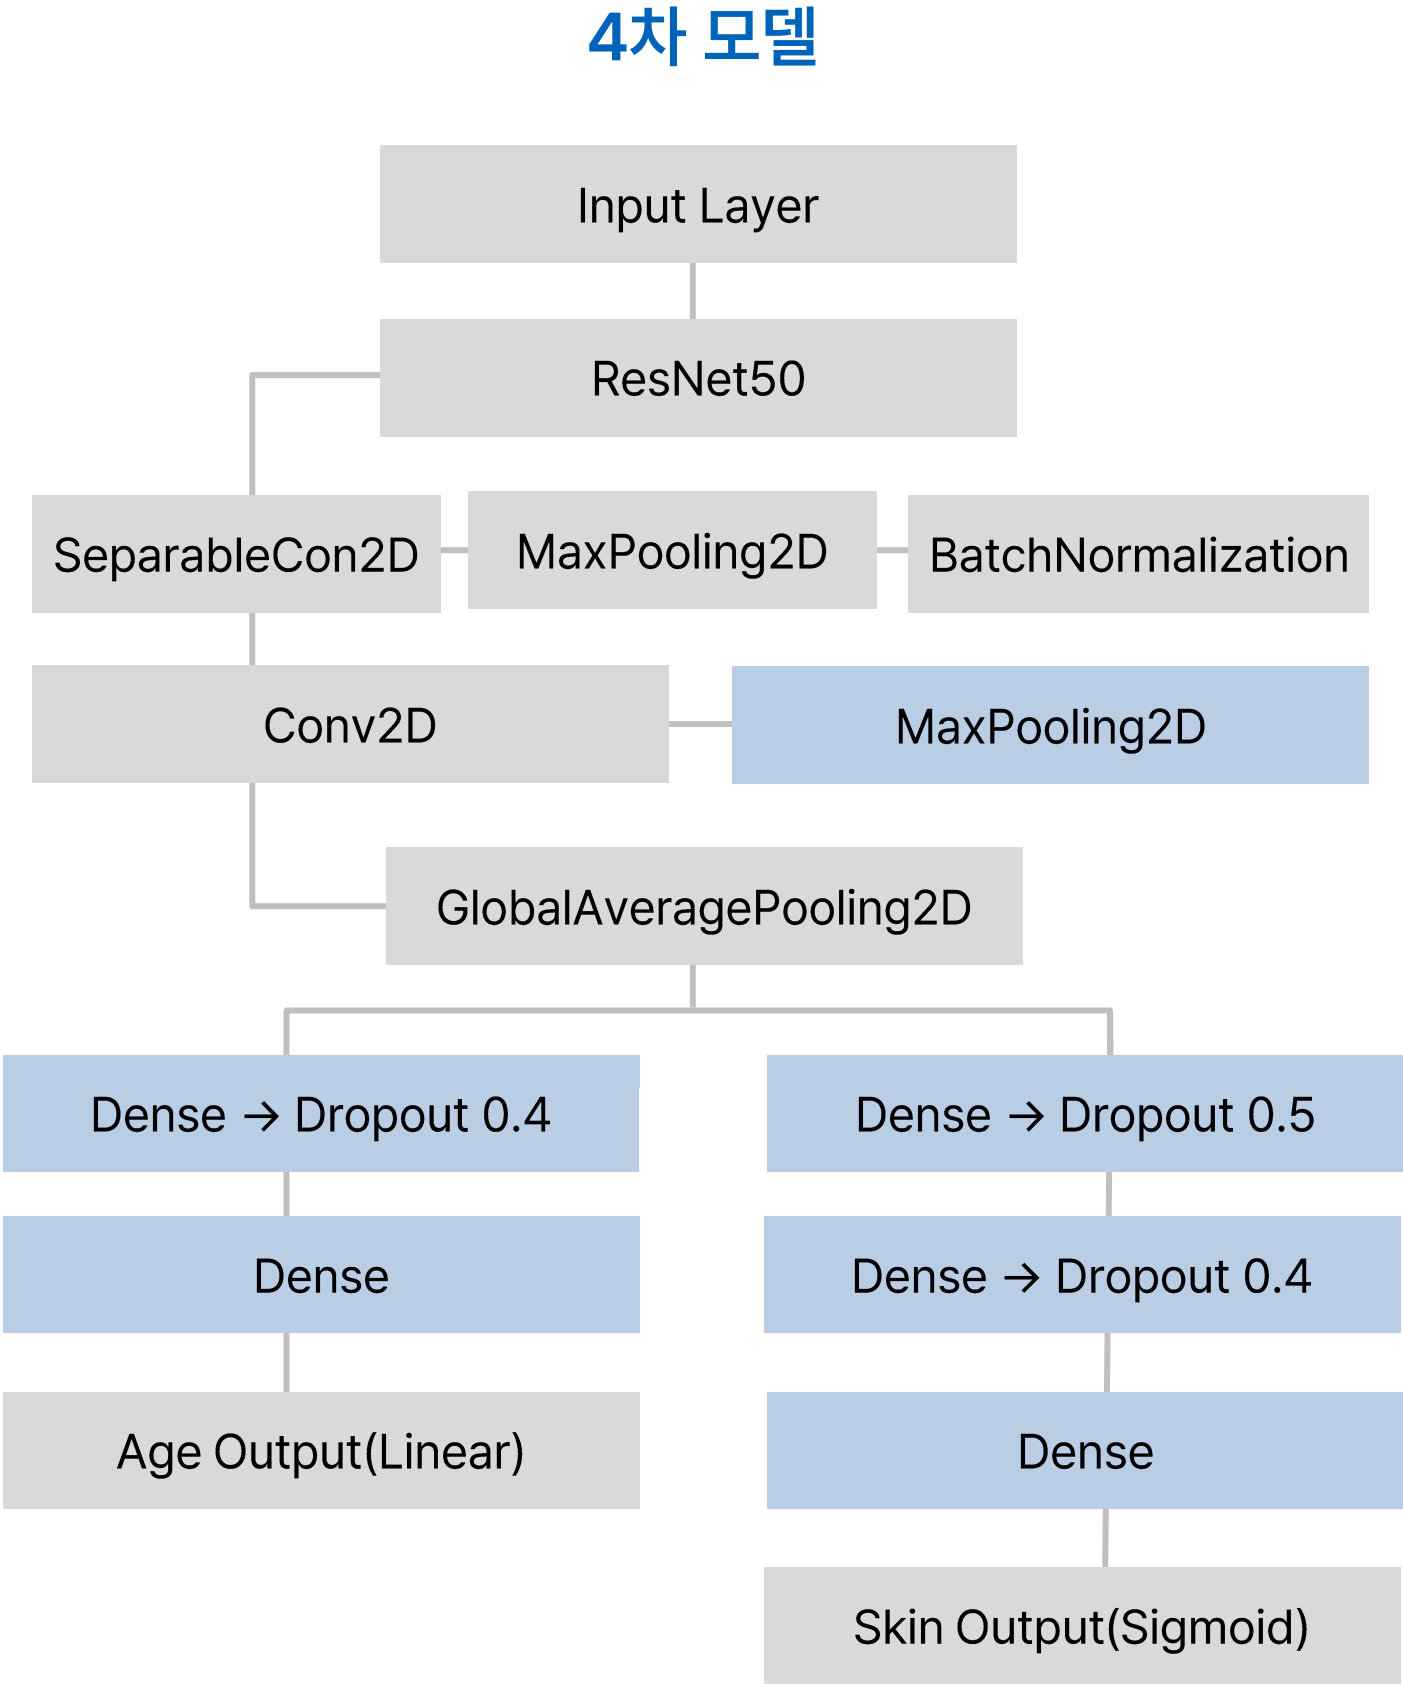 4차 모델
Input Layer
ResNet50
SeparableCon2D
MaxPooling2D
BatchNormalization
Conv2D
MaxPooling2D
GlobalAveragePooling2D
Dense → Dropout 0.4
Dense → Dropout 0.5
Dense
Dense → Dropout 0.4
Age Output(Linear)
Dense
Skin Output(Sigmoid)